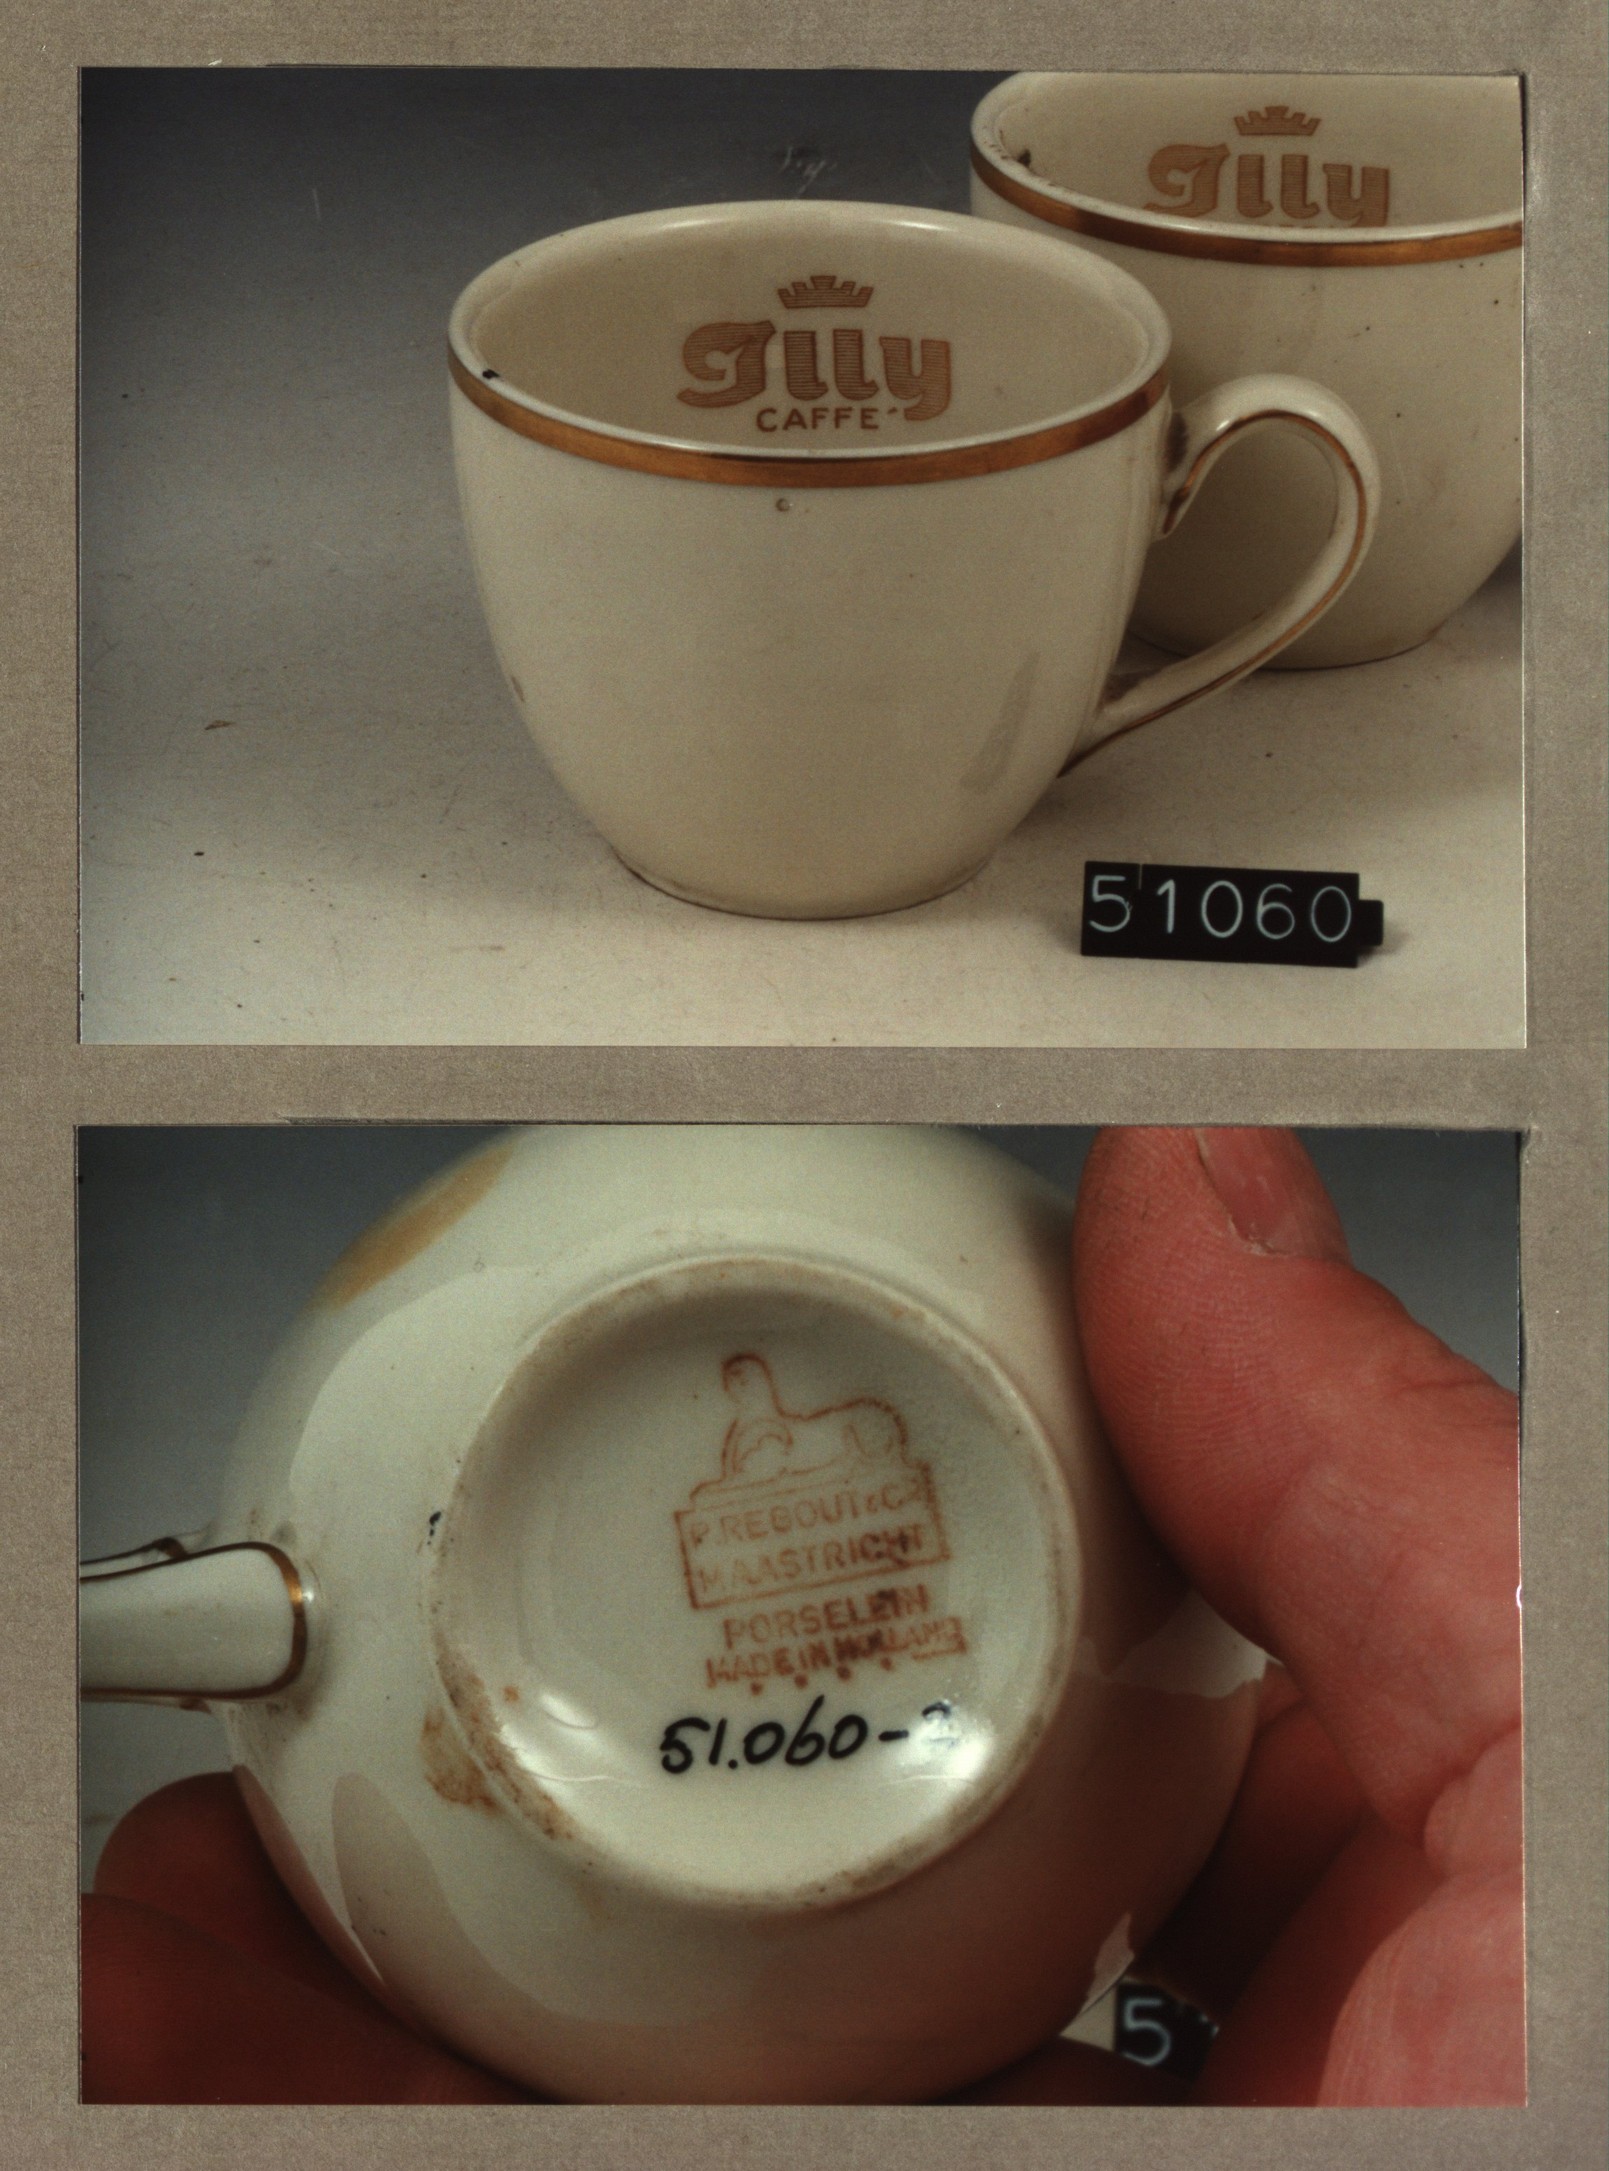 Illy
Illy
CAFFE'
51060
P. REGOUT & Co
MAASTRICHT
PORSELEIN
MADE IN HOLLAND
51.060-2
5